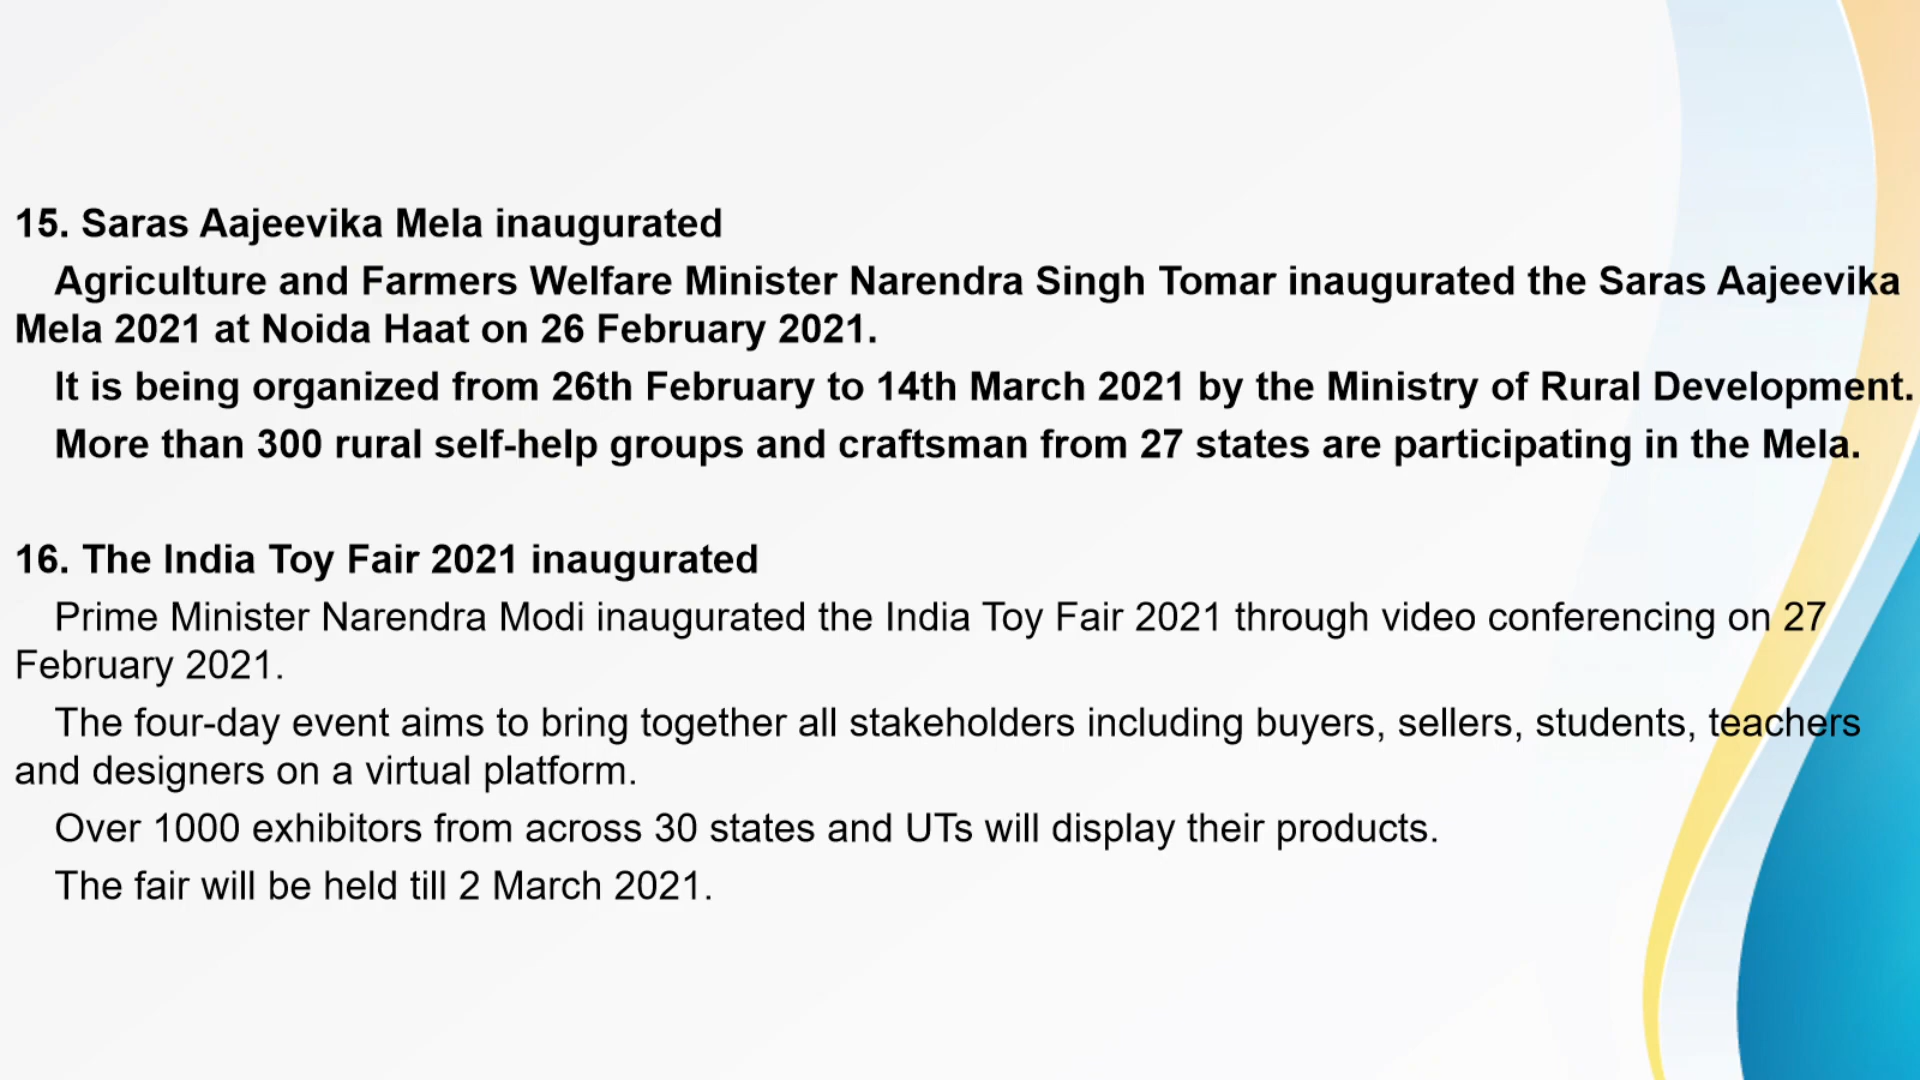 15. Saras Aajeevika Mela inaugurated
Agriculture and Farmers Welfare Minister Narendra Singh Tomar inaugurated the Saras Aajeevika
Mela 2021 at Noida Haat on 26 February 2021.
It is being organized from 26th February to 14th March 2021 by the Ministry of Rural Development.
More than 300 rural self-help groups and craftsman from 27 states are participating in the Mela.
16. The India Toy Fair 2021 inaugurated
Prime Minister Narendra Modi inaugurated the India Toy Fair 2021 through video conferencing on 27
February 2021.
The four-day event aims to bring together all stakeholders including buyers, sellers, students, teachers
and designers on a virtual platform.
Over 1000 exhibitors from across 30 states and UTs will display their products.
The fair will be held till 2 March 2021.